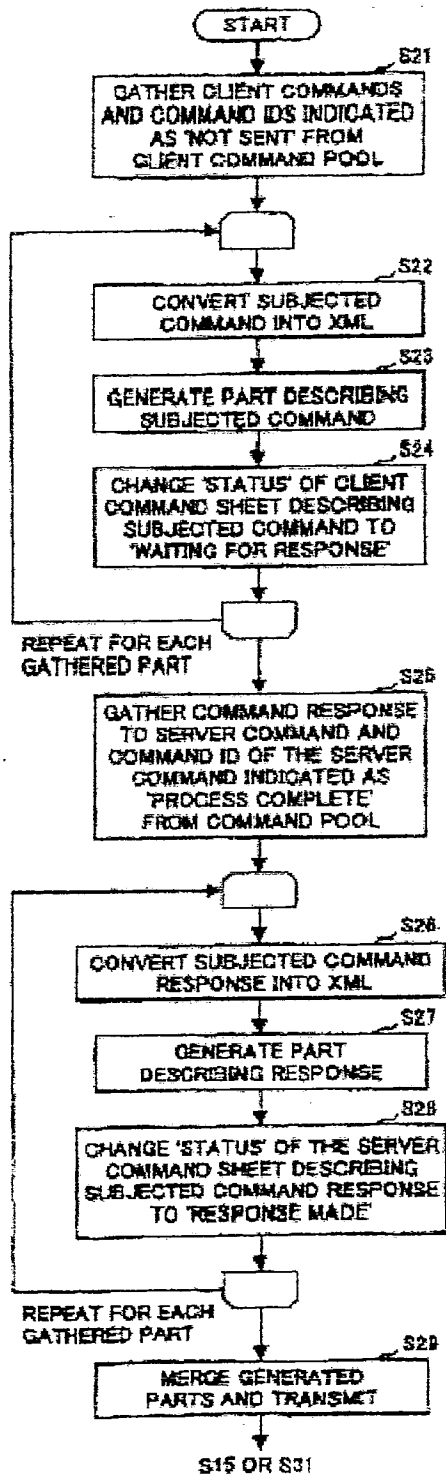 START
S21
GATHER CLIENT COMMANDS
AND COMMAND IDS INDICATED
AS 'NOT SENT' FROM
CLIENT COMMAND POOL
S22
CONVERT SUBJECTED
COMMAND INTO XML
S23
GENERATE PART DESCRIBING
SUBJECTED COMMAND
S24
CHANGE 'STATUS' OF CLIENT
COMMAND SHEET DESCRIBING
SUBJECTED COMMAND TO
'WAITING FOR RESPONSE'
REPEAT FOR EACH
GATHERED PART
S25
GATHER COMMAND RESPONSE
TO SERVER COMMAND AND
COMMAND ID OF THE SERVER
COMMAND INDICATED AS
'PROCESS COMPLETE'
FROM COMMAND POOL
S26
CONVERT SUBJECTED COMMAND
RESPONSE INTO XML
S27
GENERATE PART
DESCRIBING RESPONSE
S28
CHANGE 'STATUS' OF THE SERVER
COMMAND SHEET DESCRIBING
SUBJECTED COMMAND RESPONSE
TO 'RESPONSE MADE'
REPEAT FOR EACH
GATHERED PART
S29
MERGE GENERATED
PARTS AND TRANSMIT
S15 OR S31